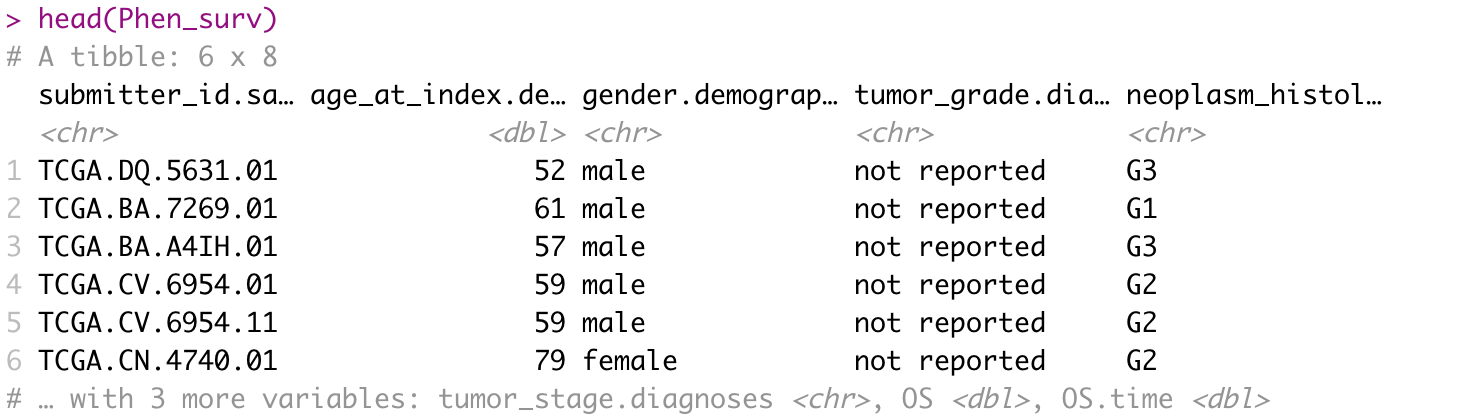 > head(Phen_surv)
# A tibble: 6 x 8
submitter_id.sa… age_at_index.de… gender.demograp… tumor_grade.dia… neoplasm_histol…
<chr> <dbl> <chr> <chr> <chr>
1 TCGA.DQ.5631.01 52 male not reported G3
2 TCGA.BA.7269.01 61 male not reported G1
3 TCGA.BA.A4IH.01 57 male not reported G3
4 TCGA.CV.6954.01 59 male not reported G2
5 TCGA.CV.6954.11 59 male not reported G2
6 TCGA.CN.4740.01 79 female not reported G2
# … with 3 more variables: tumor_stage.diagnoses <chr>, OS <dbl>, OS.time <dbl>